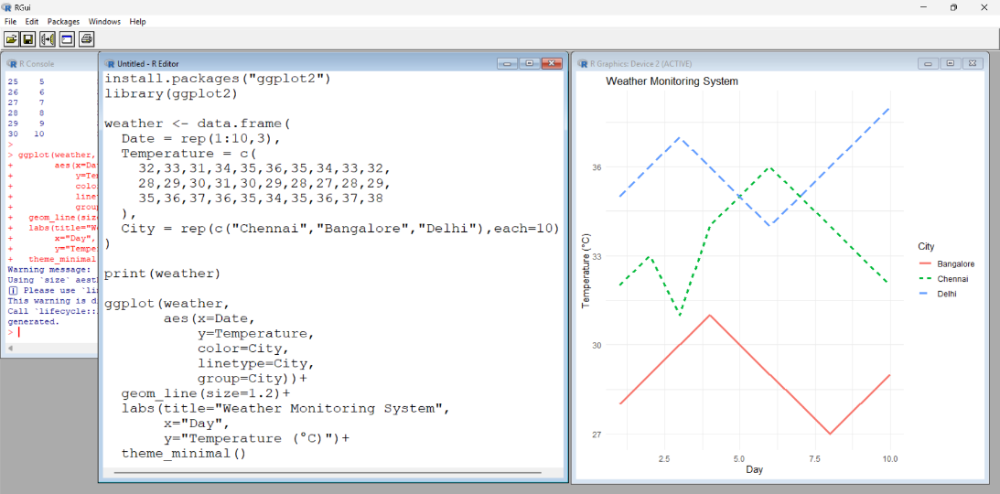 RGui
File Edit Packages Windows Help
R Console
25 5
26 6
27 7
28 8
29 9
30 10
>
> ggplot(weather,
+ aes(x=Da
+ y=Te
+ colo
+ line
+ grou
+ geom_line(siz
+ labs(title="W
+ x="Day",
+ y="Tempe
+ theme_minimal
Warning message:
Using `size` aest
i Please use `li
This warning is d
Call `lifecycle::
generated.
>
Untitled - R Editor
install.packages("ggplot2")
library(ggplot2)
weather <- data.frame(
Date = rep(1:10,3),
Temperature = c(
32,33,31,34,35,36,35,34,33,32,
28,29,30,31,30,29,28,27,28,29,
35,36,37,36,35,34,35,36,37,38
),
City = rep(c("Chennai","Bangalore","Delhi"),each=10)
)
print(weather)
ggplot(weather,
aes(x=Date,
y=Temperature,
color=City,
linetype=City,
group=City))+
geom_line(size=1.2)+
labs(title="Weather Monitoring System",
x="Day",
y="Temperature (°C)")+
theme_minimal()
R Graphics: Device 2 (ACTIVE)
Weather Monitoring System
Temperature (°C)
36
33
30
27
2.5 5.0 7.5 10.0
Day
City
Bangalore
Chennai
Delhi